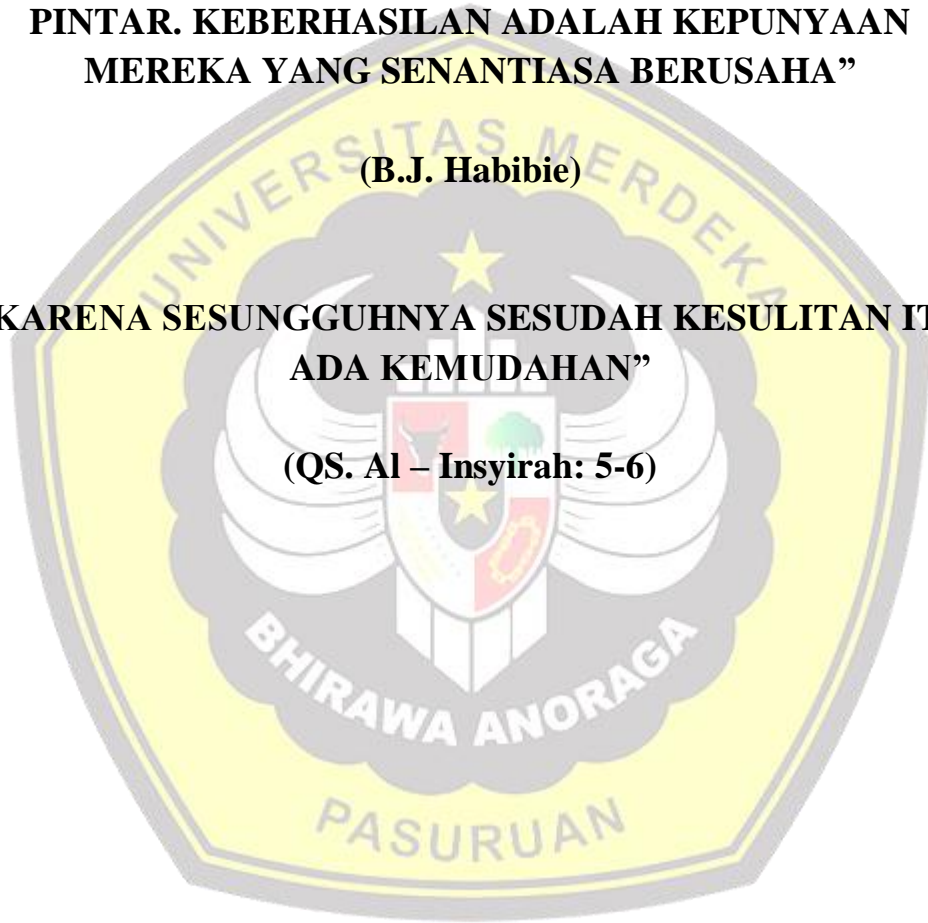 PINTAR. KEBERHASILAN ADALAH KEPUNYAAN
MEREKA YANG SENANTIASA BERUSAHA”
(B.J. Habibie)
KARENA SESUNGGUHNYA SESUDAH KESULITAN
ADA KEMUDAHAN”
(QS. Al – Insyirah: 5-6)
UNIVERSITAS MERDEKA
BHIRAWA ANORAGA
PASURUAN